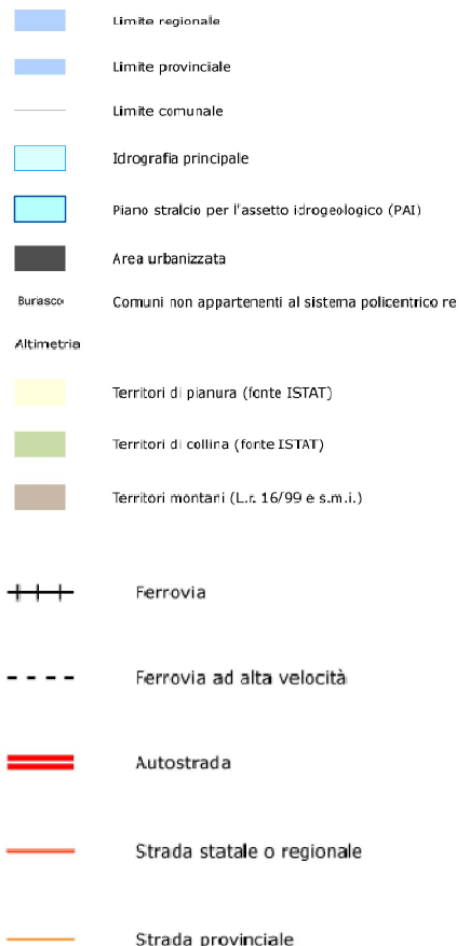 Limite regionale
Limite provinciale
Limite comunale
Idrografia principale
Piano stralcio per l'assetto idrogeologico (PAI)
Area urbanizzata
Buriasco Comuni non appartenenti al sistema policentrico re
Altimetria
Territori di pianura (fonte ISTAT)
Territori di collina (fonte ISTAT)
Territori montani (L.r. 16/99 e s.m.i.)
Ferrovia
Ferrovia ad alta velocità
Autostrada
Strada statale o regionale
Strada provinciale